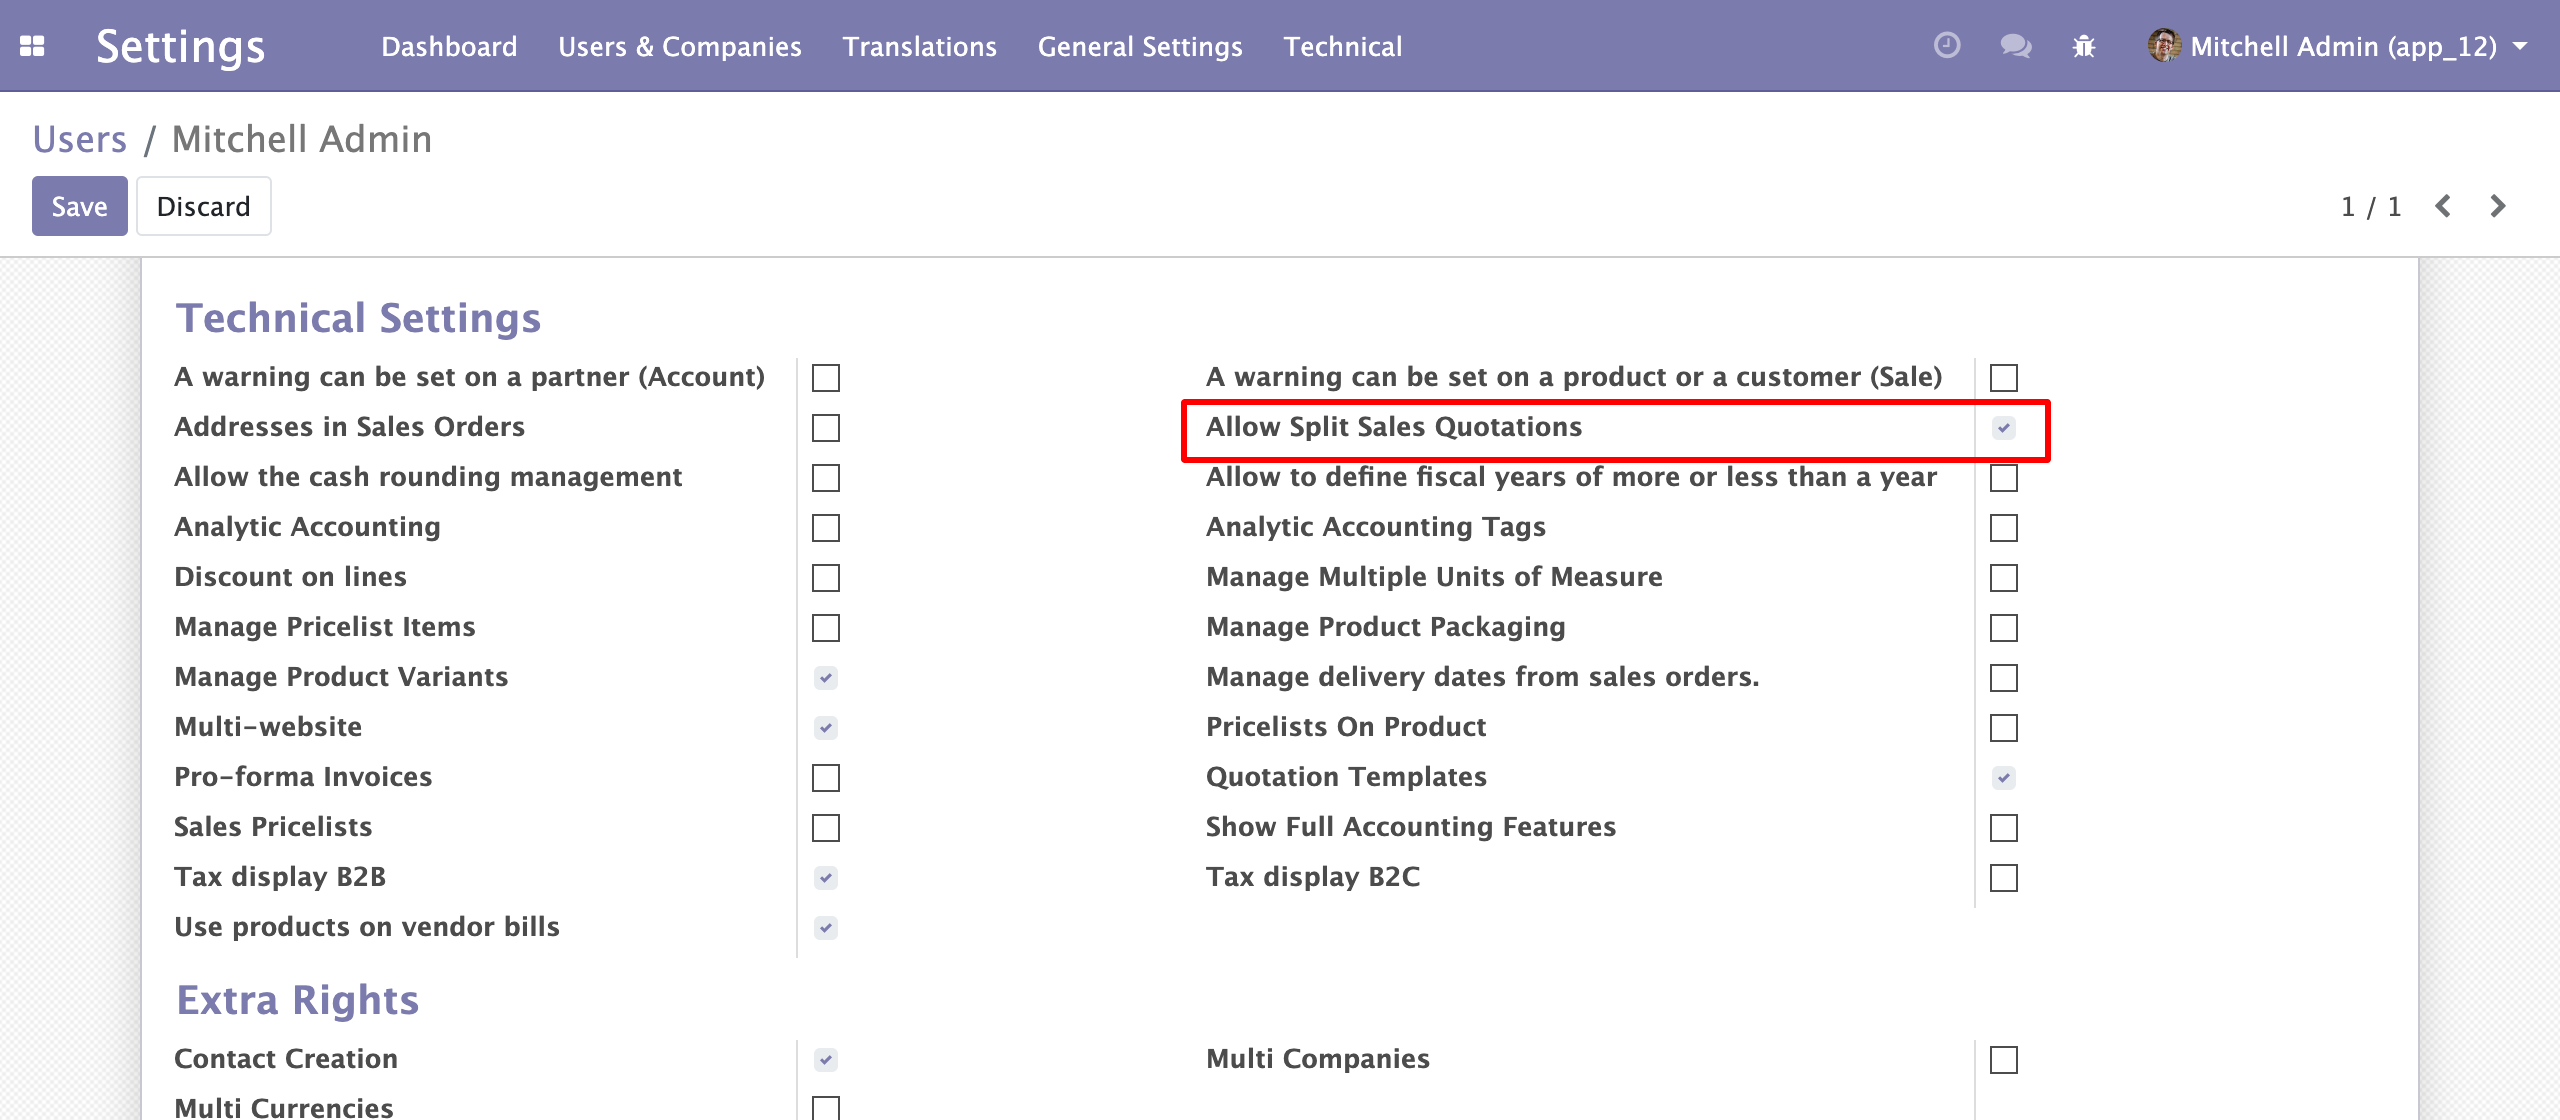 Settings Dashboard Users & Companies Translations General Settings Technical Mitchell Admin (app_12)
Users / Mitchell Admin
Save Discard 1 / 1
Technical Settings
A warning can be set on a partner (Account) A warning can be set on a product or a customer (Sale)
Addresses in Sales Orders Allow Split Sales Quotations
Allow the cash rounding management Allow to define fiscal years of more or less than a year
Analytic Accounting Analytic Accounting Tags
Discount on lines Manage Multiple Units of Measure
Manage Pricelist Items Manage Product Packaging
Manage Product Variants Manage delivery dates from sales orders.
Multi-website Pricelists On Product
Pro-forma Invoices Quotation Templates
Sales Pricelists Show Full Accounting Features
Tax display B2B Tax display B2C
Use products on vendor bills
Extra Rights
Contact Creation Multi Companies
Multi Currencies